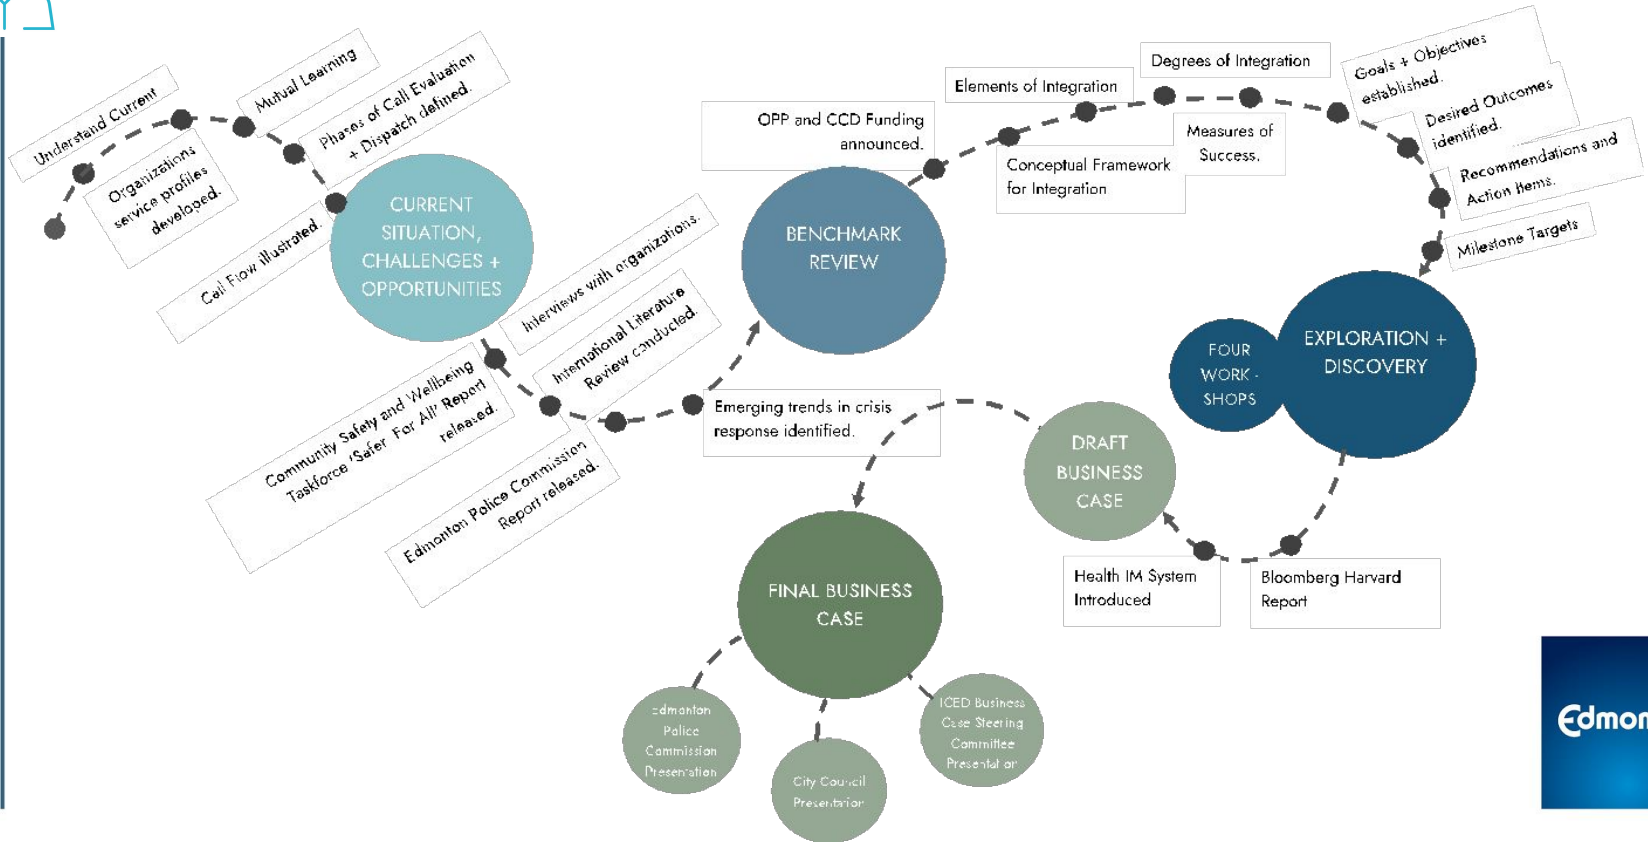 Understand Current
Organizations
service profiles
developed.
Mutual Learning
Phases of Call Evaluation
+ Dispatch defined.
Call Flow illustrated.
CURRENT
SITUATION,
CHALLENGES +
OPPORTUNITIES
Interviews with organizations.
Community Safety and Wellbeing
Taskforce 'Safer For All' Report
released.
International Literature
Review conducted.
Edmonton Police Commission
Report released.
Emerging trends in crisis
response identified.
BENCHMARK
REVIEW
OPP and CCD Funding
announced.
Elements of Integration
Conceptual Framework
for Integration
Degrees of Integration
Measures of
Success.
Goals + Objectives
established.
Desired Outcomes
identified.
Recommendations and
Action Items.
Milestone Targets
EXPLORATION +
DISCOVERY
FOUR
WORK -
SHOPS
Bloomberg Harvard
Report
Health IM System
Introduced
DRAFT
BUSINESS
CASE
FINAL BUSINESS
CASE
Edmonton
Police
Commission
Presentation
City Council
Presentation
ICED Business
Case Steering
Committee
Presentation
Edmon